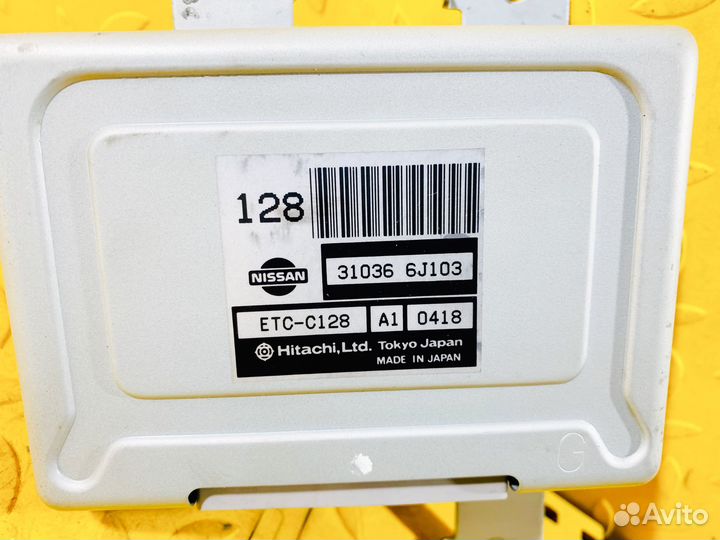 128
NISSAN
31036 6J103
ETC-C128 A1 0418
Hitachi, Ltd. Tokyo Japan
MADE IN JAPAN
G
Avito